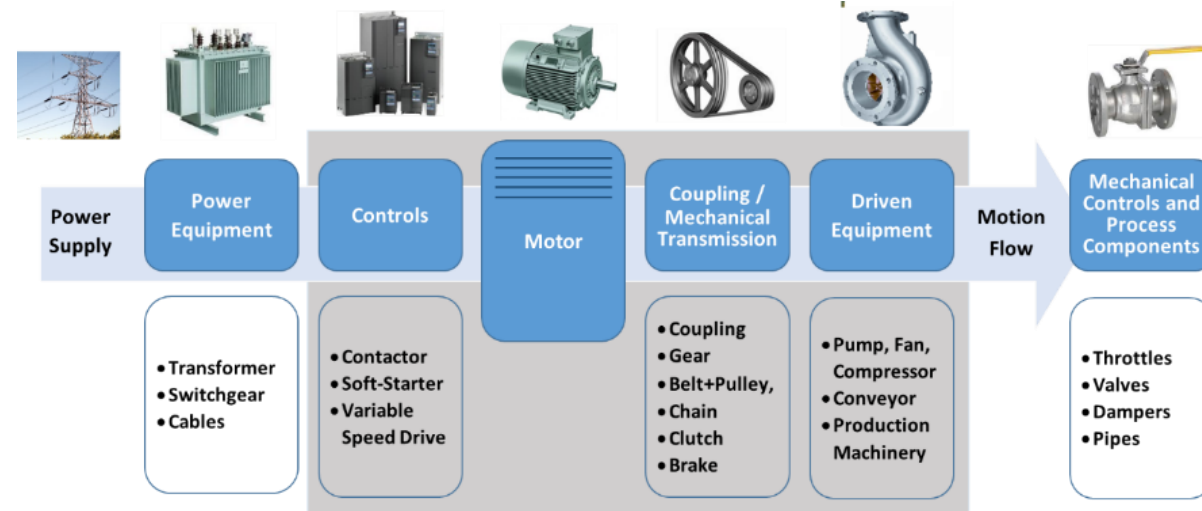 Power
Supply
Power
Equipment
Controls
Motor
Coupling /
Mechanical
Transmission
Driven
Equipment
Motion
Flow
Mechanical
Controls and
Process
Components
• Transformer
• Switchgear
• Cables
• Contactor
• Soft-Starter
• Variable
Speed Drive
• Coupling
• Gear
• Belt+Pulley,
• Chain
• Clutch
• Brake
• Pump, Fan,
Compressor
• Conveyor
• Production
Machinery
• Throttles
• Valves
• Dampers
• Pipes